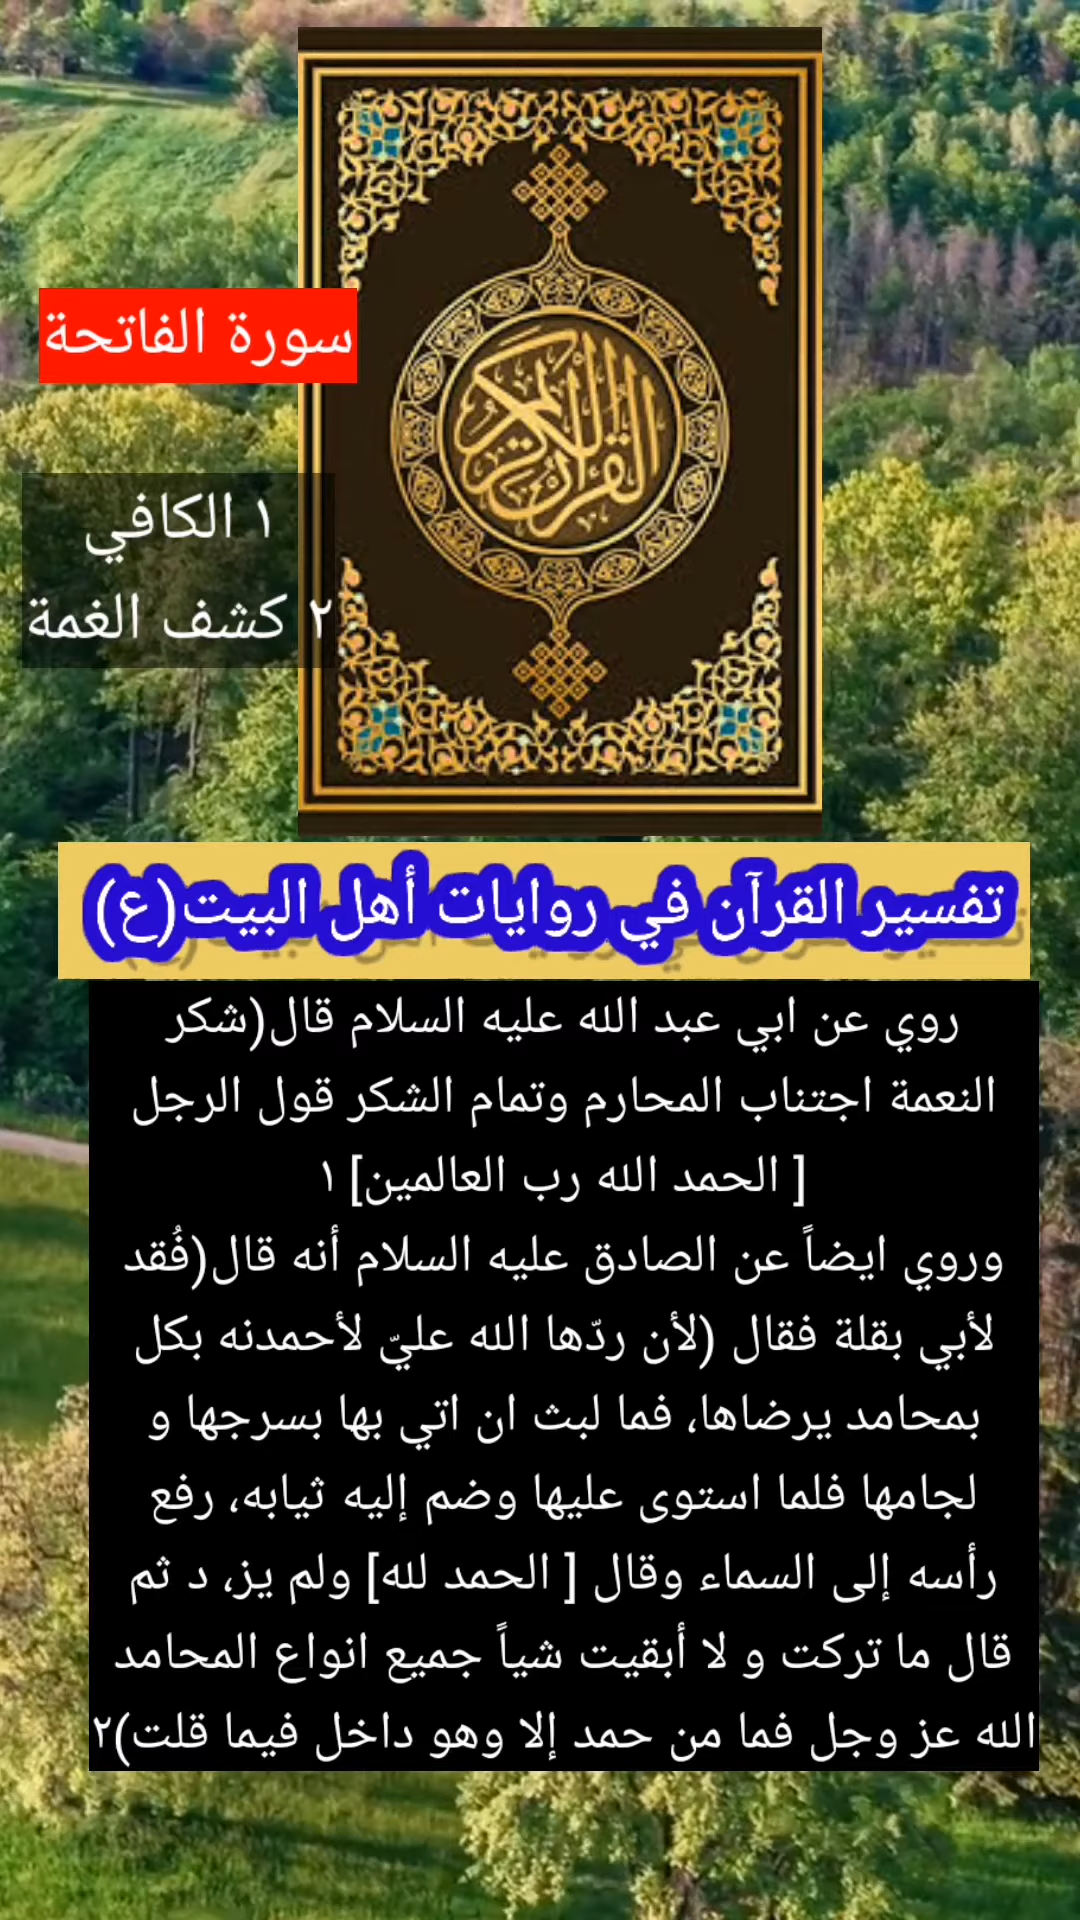 القرآن الكريم
سورة الفاتحة
١ الكافي
٢ كشف الغمة
تفسير القرآن في روايات أهل البيت(ع)
روي عن ابي عبد الله عليه السلام قال(شكر
النعمة اجتناب المحارم وتمام الشكر قول الرجل
[ الحمد الله رب العالمين] ١
وروي ايضاً عن الصادق عليه السلام أنه قال(فُقد
لأبي بقلة فقال (لأن ردّها الله عليّ لأحمدنه بكل
بمحامد يرضاها، فما لبث ان اتي بها بسرجها و
لجامها فلما استوى عليها وضم إليه ثيابه، رفع
رأسه إلى السماء وقال [ الحمد لله] ولم يز، د ثم
قال ما تركت و لا أبقيت شياً جميع انواع المحامد
الله عز وجل فما من حمد إلا وهو داخل فيما قلت)٢